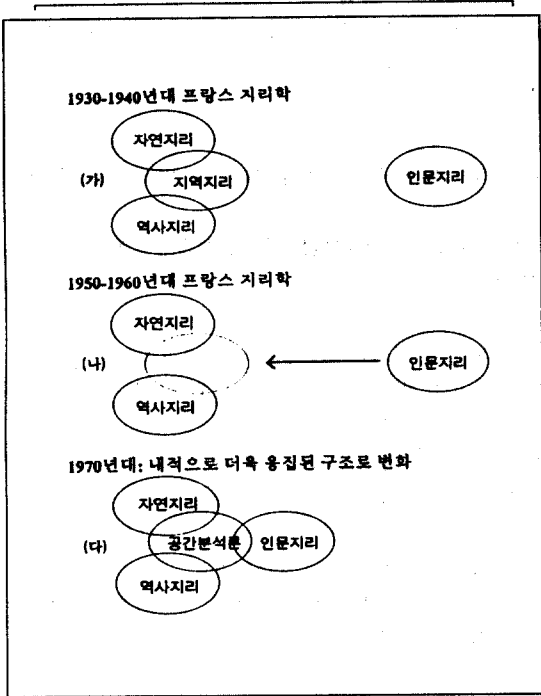 1930-1940년대 프랑스 지리학
자연지리
(가) 지역지리 인문지리
역사지리
1950-1960년대 프랑스 지리학
자연지리
(나) 인문지리
역사지리
1970년대: 내적으로 더욱 응집된 구조로 변화
자연지리
(다) 공간분석론 인문지리
역사지리